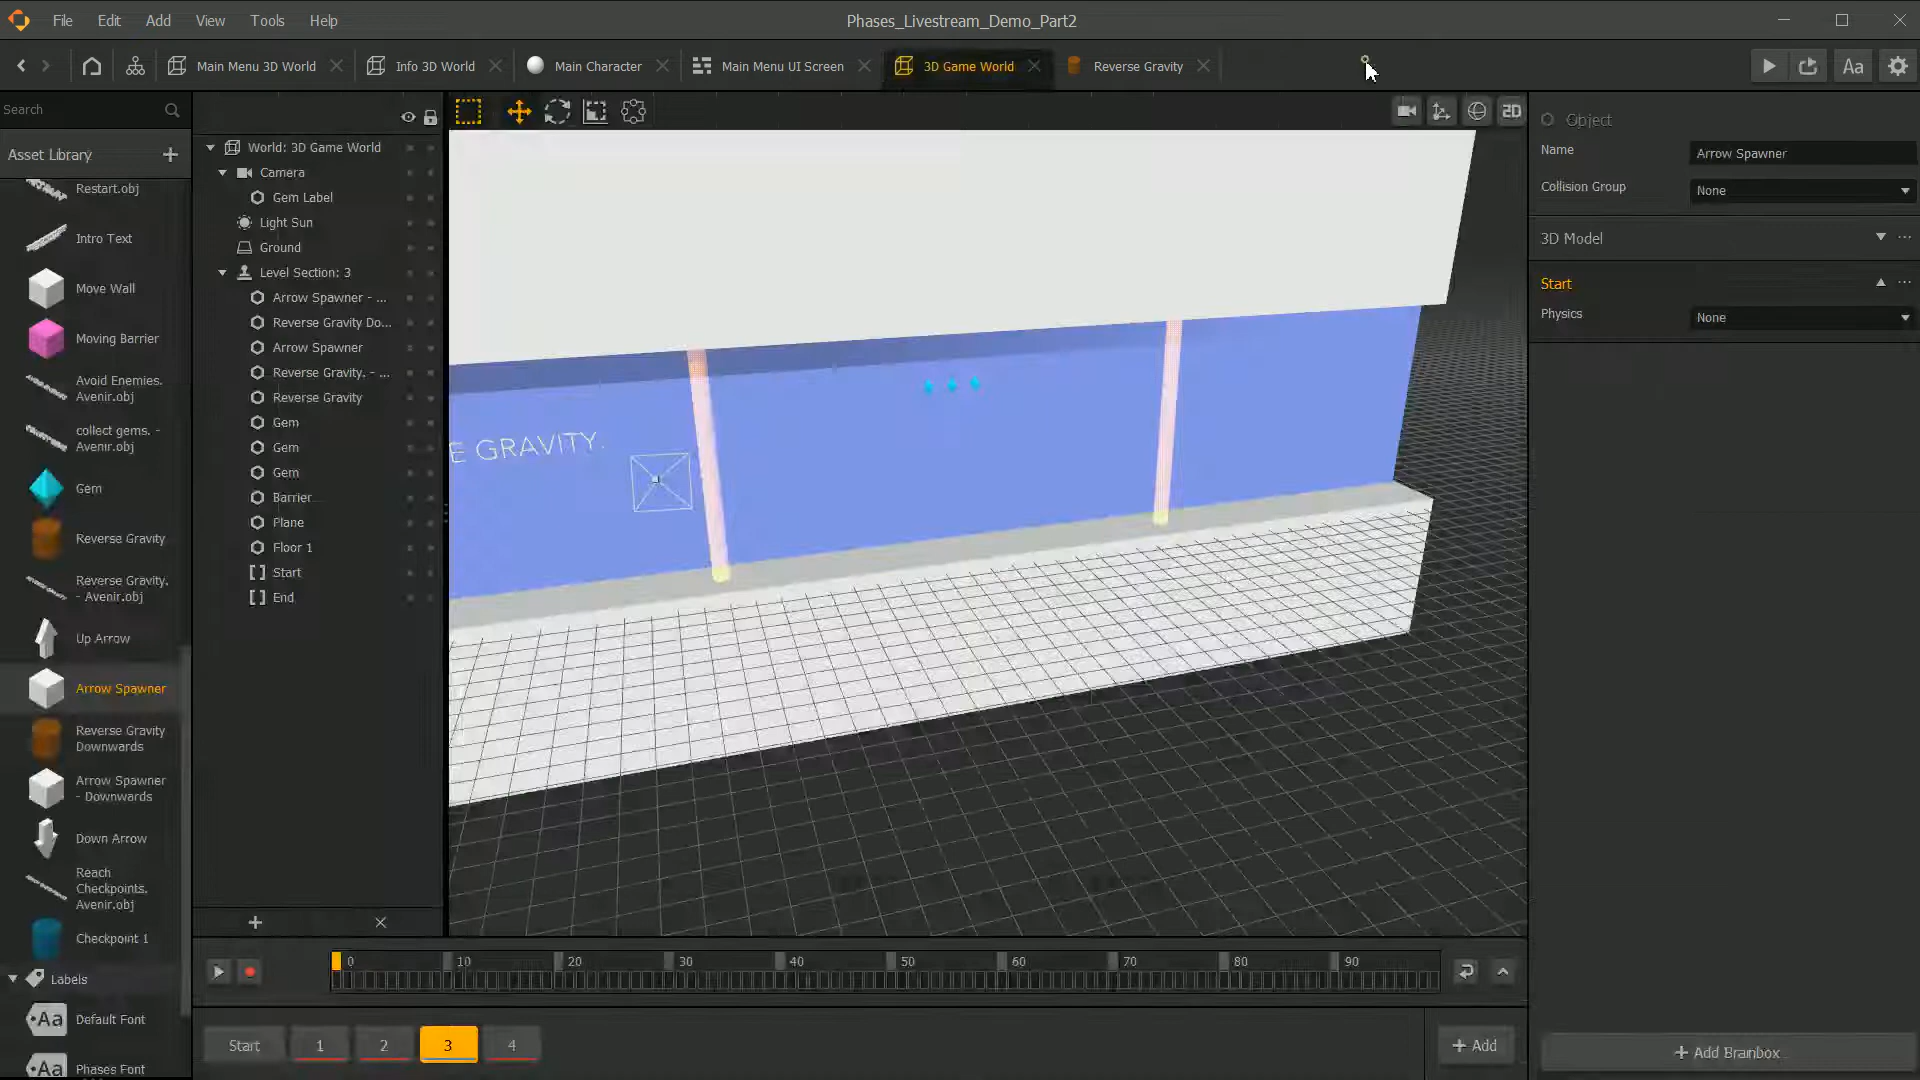 File Edit View Add Tools Help
Phases_Livestream_Demo_Part2
Main Menu 3D World
Info 3D World
Main Character
Main Menu UI Screen
3D Game World
Reverse Gravity
Aa
Search
Asset Library
Restart.obj
Intro Text
Move Wall
Moving Barrier
Avoid Enemies.
Avenir.obj
collect gems. -
Avenir.obj
Gem
Reverse Gravity
Reverse Gravity.
- Avenir.obj
Up Arrow
Arrow Spawner
Reverse Gravity
Downwards
Arrow Spawner
- Downwards
Down Arrow
Reach
Checkpoints.
Avenir.obj
Checkpoint 1
Labels
Aa Default Font
Aa Phases Font
World: 3D Game World
Camera
Gem Label
Light Sun
Ground
Level Section: 3
Arrow Spawner - ...
Reverse Gravity Do...
Arrow Spawner
Reverse Gravity. - ...
Reverse Gravity
Gem
Gem
Gem
Barrier
Plane
Floor 1
Start
End
2D
E GRAVITY.
Object
Name Arrow Spawner
Collision Group None
3D Model
Start
Physics None
0 10 20 30 40 50 60 70 80 90
Start 1 2 3 4
+ Add
+ Add Brainbox